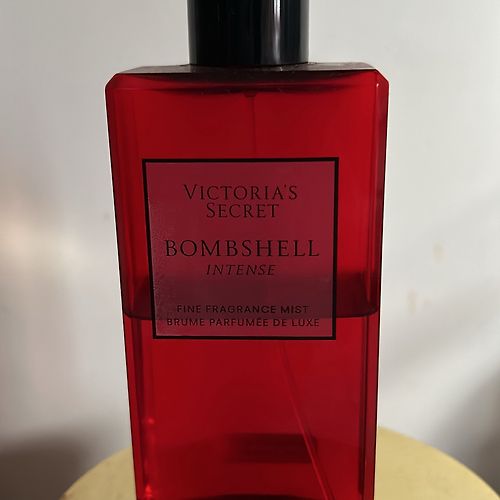 VICTORIA'S
SECRET
BOMBSHELL
INTENSE
FINE FRAGRANCE MIST
BRUME PARFUMÉE DE LUXE